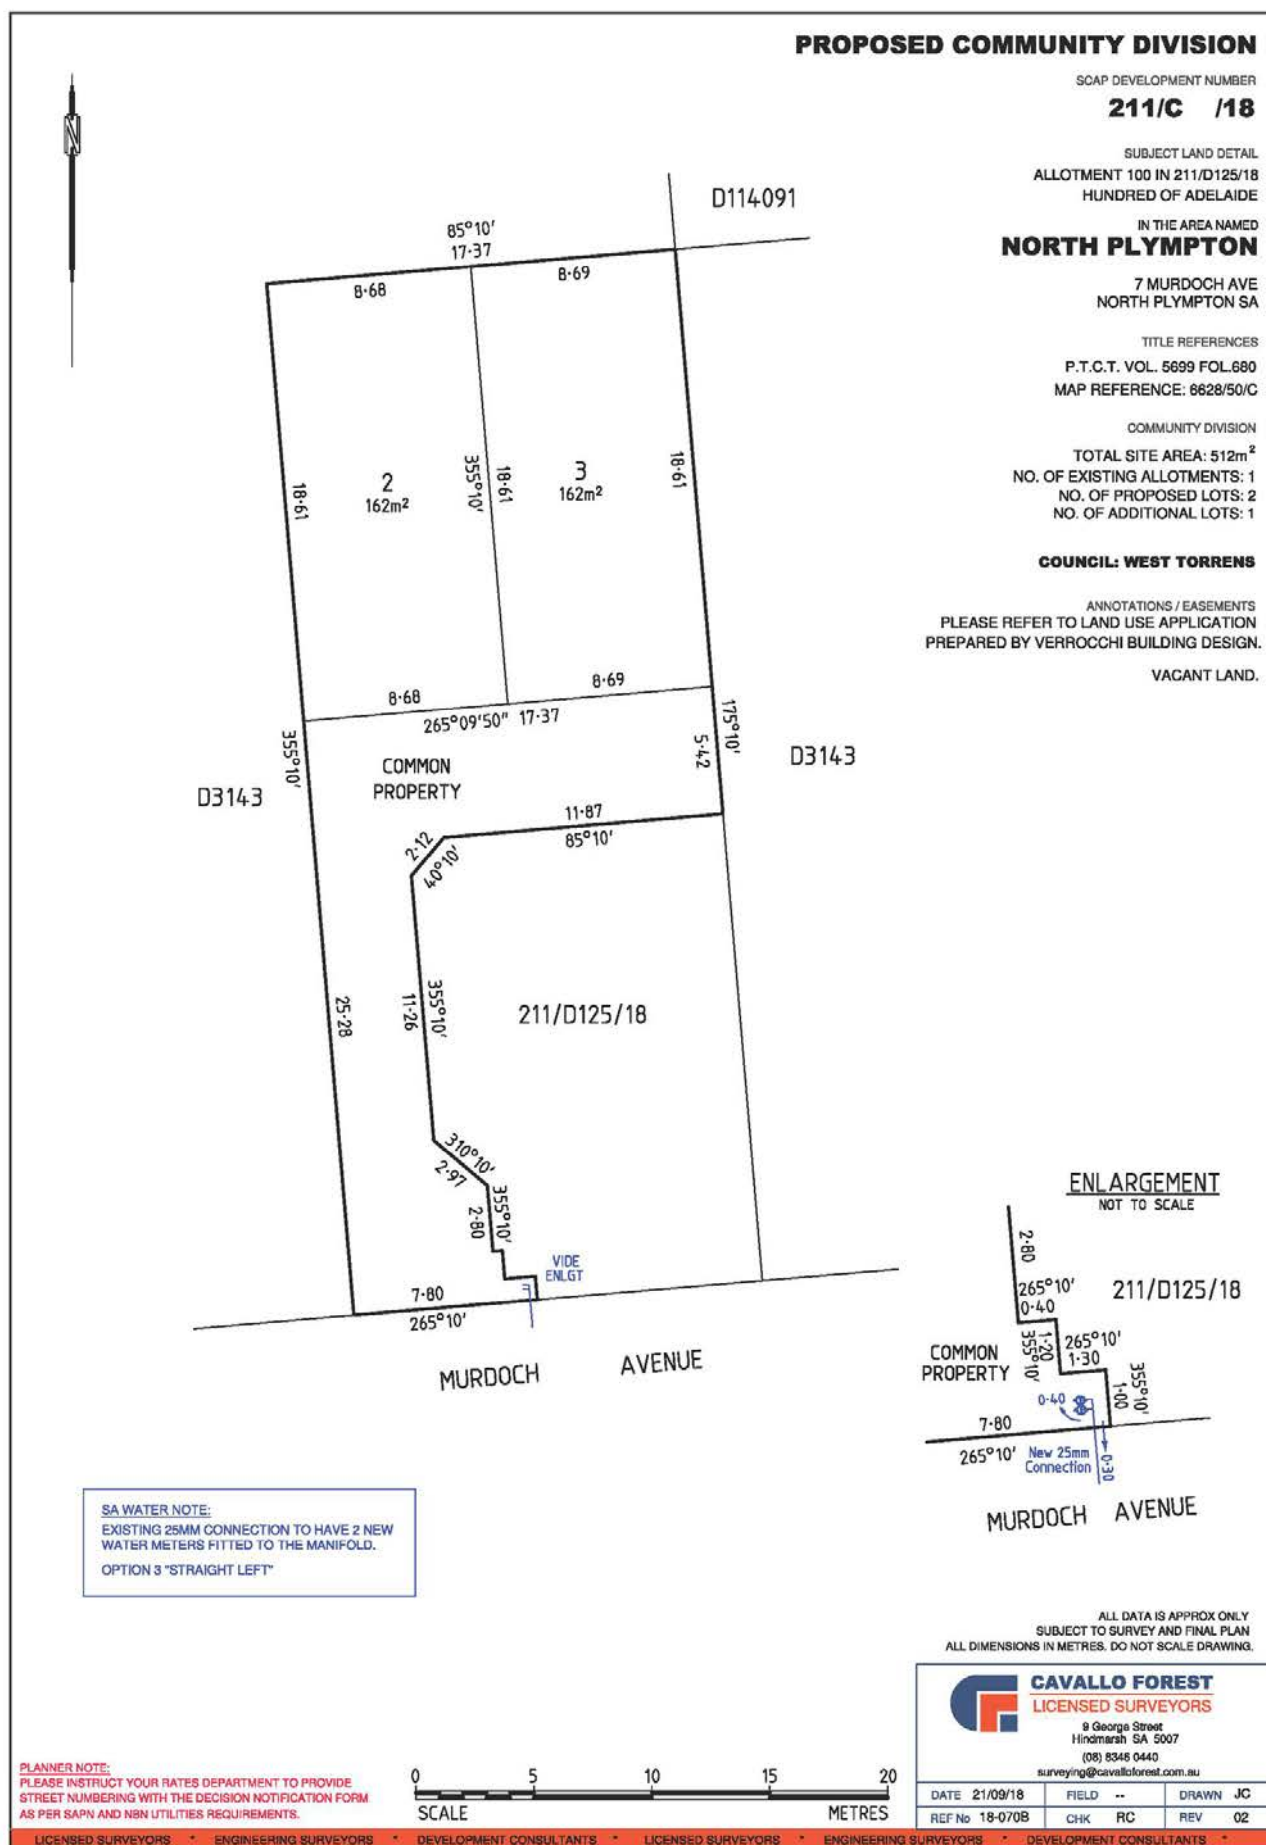 PROPOSED COMMUNITY DIVISION
SCAP DEVELOPMENT NUMBER
211/C /18
SUBJECT LAND DETAIL
ALLOTMENT 100 IN 211/D125/18
HUNDRED OF ADELAIDE
IN THE AREA NAMED
NORTH PLYMPTON
7 MURDOCH AVE
NORTH PLYMPTON SA
TITLE REFERENCES
P.T.C.T. VOL. 5699 FOL.680
MAP REFERENCE: 6628/50/C
COMMUNITY DIVISION
TOTAL SITE AREA: 512m²
NO. OF EXISTING ALLOTMENTS: 1
NO. OF PROPOSED LOTS: 2
NO. OF ADDITIONAL LOTS: 1
COUNCIL: WEST TORRENS
ANNOTATIONS / EASEMENTS
PLEASE REFER TO LAND USE APPLICATION
PREPARED BY VERROCCHI BUILDING DESIGN.
VACANT LAND.
N
D114091
85°10'
17·37
8·68
8·69
18·61
2
162m²
355°10'
18·61
3
162m²
18·61
8·68
8·69
265°09'50" 17·37
355°10'
175°10'
5·42
D3143
D3143
COMMON
PROPERTY
11·87
85°10'
2·12
40°10'
25·28
11·26
355°10'
211/D125/18
310°10'
2·97
2·80
355°10'
VIDE
ENLGT
7·80
265°10'
MURDOCH AVENUE
ENLARGEMENT
NOT TO SCALE
2·80
265°10'
0·40
211/D125/18
355°10'
1·20
265°10'
1·30
COMMON
PROPERTY
355°10'
1·00
0·40
7·80
265°10'
New 25mm
Connection
0·30
MURDOCH AVENUE
SA WATER NOTE:
EXISTING 25MM CONNECTION TO HAVE 2 NEW
WATER METERS FITTED TO THE MANIFOLD.
OPTION 3 "STRAIGHT LEFT"
ALL DATA IS APPROX ONLY
SUBJECT TO SURVEY AND FINAL PLAN
ALL DIMENSIONS IN METRES. DO NOT SCALE DRAWING.
CAVALLO FOREST
LICENSED SURVEYORS
9 George Street
Hindmarsh SA 5007
(08) 8346 0440
surveying@cavalloforest.com.au
DATE 21/09/18 FIELD -- DRAWN JC
REF No 18-070B CHK RC REV 02
PLANNER NOTE:
PLEASE INSTRUCT YOUR RATES DEPARTMENT TO PROVIDE
STREET NUMBERING WITH THE DECISION NOTIFICATION FORM
AS PER SAPN AND NBN UTILITIES REQUIREMENTS.
0 5 10 15 20
SCALE METRES
LICENSED SURVEYORS * ENGINEERING SURVEYORS * DEVELOPMENT CONSULTANTS * LICENSED SURVEYORS * ENGINEERING SURVEYORS * DEVELOPMENT CONSULTANTS *